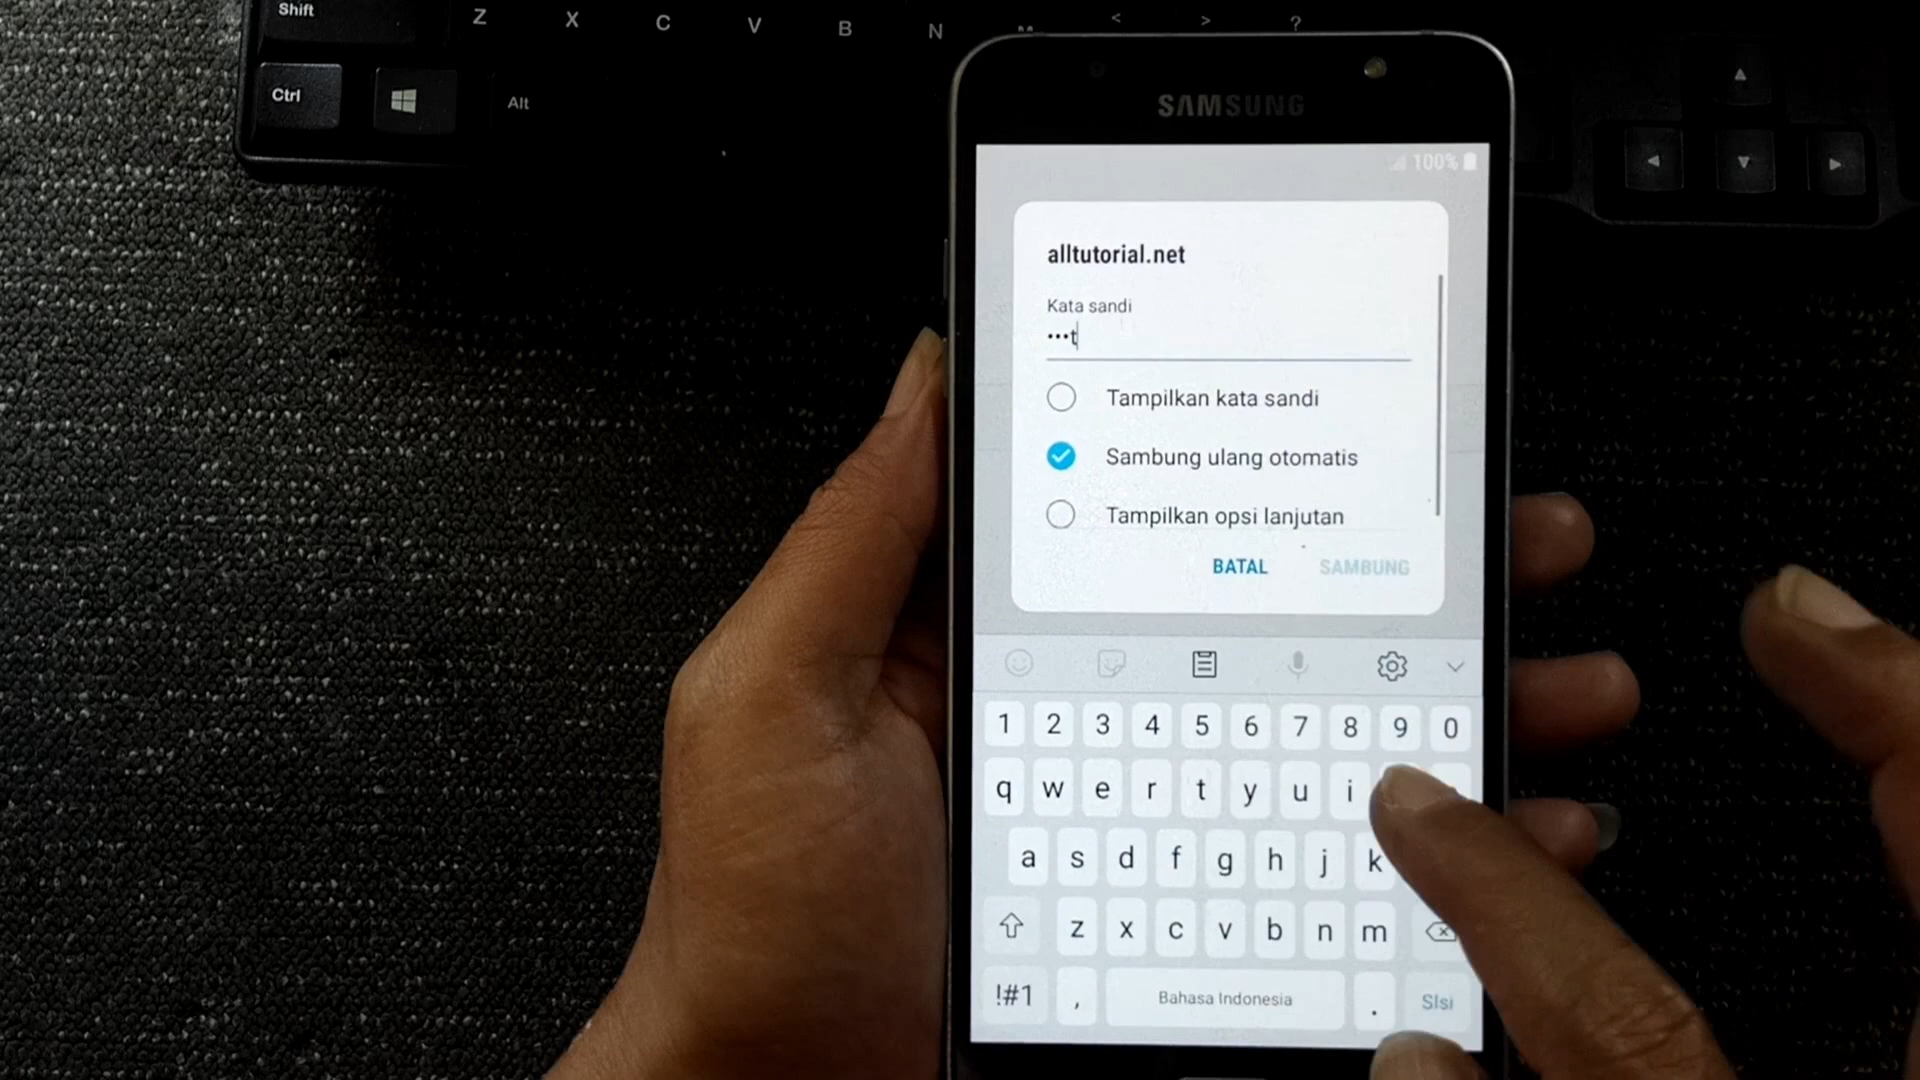 Shift
Z X C V B N M < > ?
Ctrl
Alt
SAMSUNG
100%
alltutorial.net
Kata sandi
•••t
Tampilkan kata sandi
Sambung ulang otomatis
Tampilkan opsi lanjutan
BATAL SAMBUNG
1 2 3 4 5 6 7 8 9 0
q w e r t y u i
a s d f g h j k
z x c v b n m
!#1 , Bahasa Indonesia . SIsi